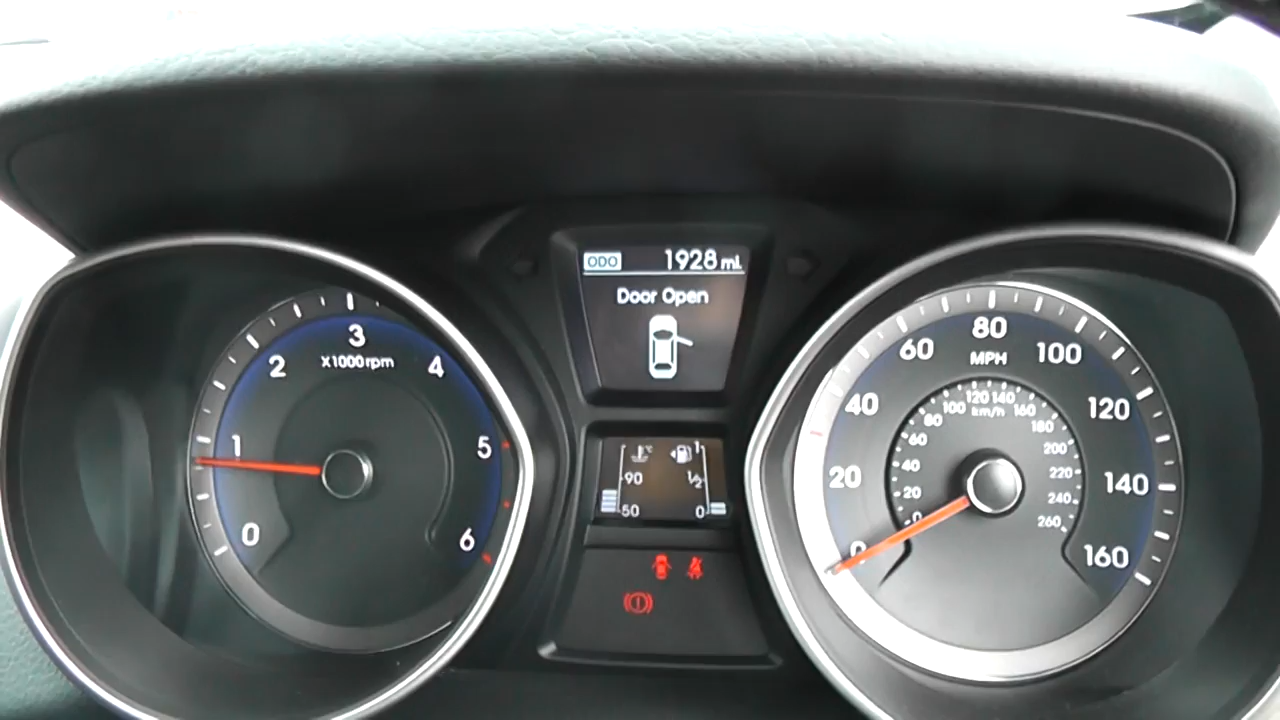 ODO 1928 mi.
Door Open
0 1 2 3 4 5 6
X1000rpm
90
50
1
½
0
0 20 40 60 80 100 120 140 160
MPH
0 20 40 60 80 100 120 140 160 180 200 220 240 260
km/h